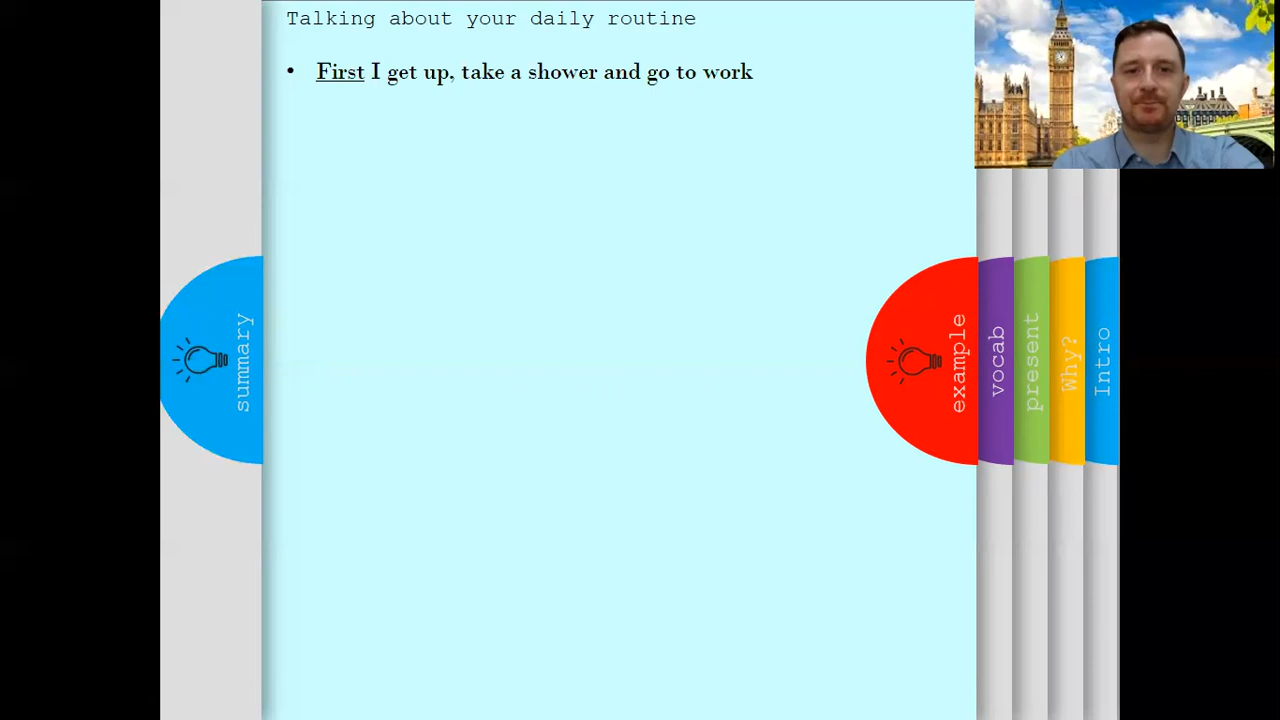 Talking about your daily routine
• First I get up, take a shower and go to work
summary
example
vocab
present
Why?
Intro